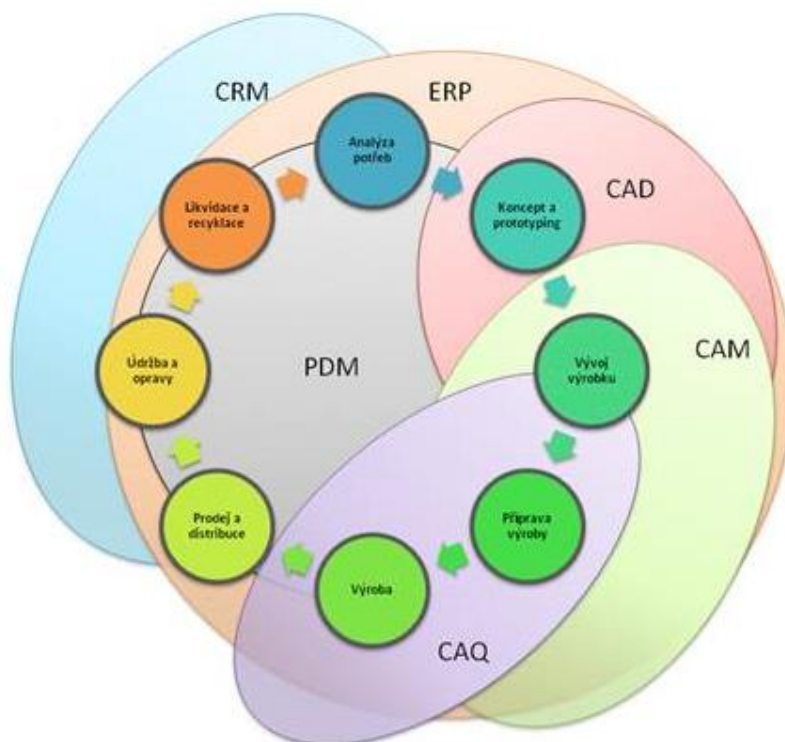 CRM
ERP
Analýza
potřeb
Likvidace a
recyklace
Koncept a
prototyping
CAD
Údržba a
opravy
PDM
Vývoj
výrobku
CAM
Prodej a
distribuce
Výroba
Příprava
výroby
CAQ